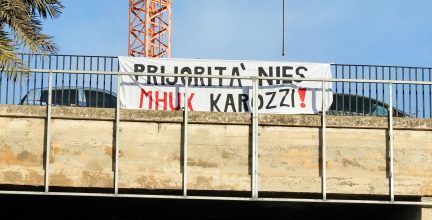 PRIJORITA' NIES
MHUX KAROZZI!